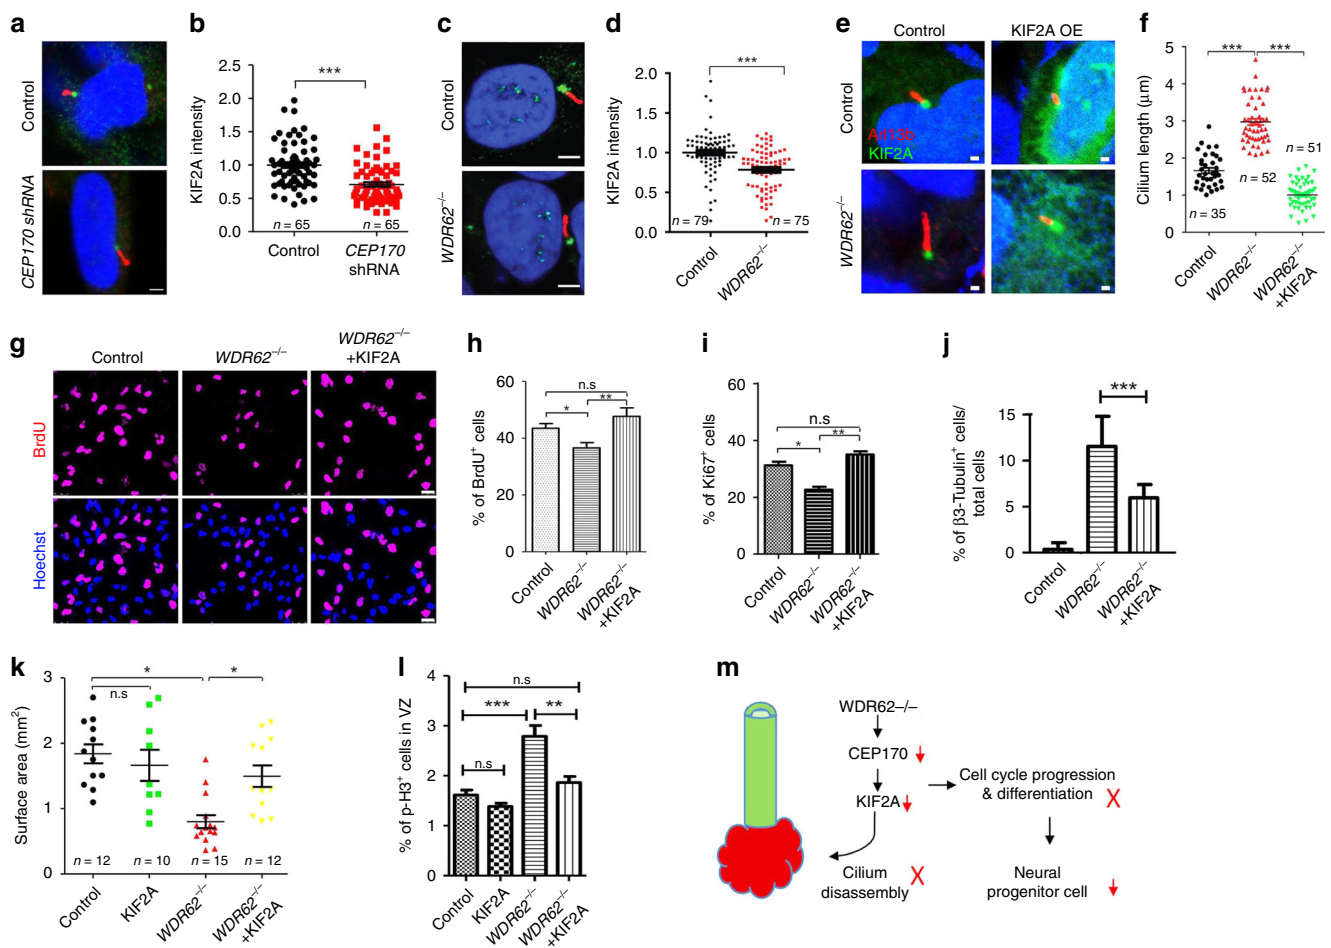 a
Control
CEP170 shRNA
b
KIF2A intensity
2.5
2.0
1.5
1.0
0.5
0.0
***
n = 65
n = 65
Control
CEP170
shRNA
c
Control
WDR62⁻/⁻
d
KIF2A intensity
2.0
1.5
1.0
0.5
0.0
***
n = 79
n = 75
Control
WDR62⁻/⁻
e
Control
KIF2A OE
Arl13b
KIF2A
WDR62⁻/⁻
f
Cilium length (μm)
5
4
3
2
1
0
***
***
n = 51
n = 52
n = 35
Control
WDR62⁻/⁻
WDR62⁻/⁻
+KIF2A
g
Control
WDR62⁻/⁻
WDR62⁻/⁻
+KIF2A
BrdU
Hoechst
h
% of BrdU⁺ cells
60
40
20
0
n.s
*
**
Control
WDR62⁻/⁻
WDR62⁻/⁻
+KIF2A
i
% of Ki67⁺ cells
60
40
20
0
n.s
*
**
Control
WDR62⁻/⁻
WDR62⁻/⁻
+KIF2A
j
% of β3-Tubulin⁺ cells/
total cells
15
10
5
0
***
Control
WDR62⁻/⁻
WDR62⁻/⁻
+KIF2A
k
Surface area (mm²)
3
2
1
0
*
*
n.s
n = 12
n = 10
n = 15
n = 12
Control
KIF2A
WDR62⁻/⁻
WDR62⁻/⁻
+KIF2A
l
% of p-H3⁺ cells in VZ
4
3
2
1
0
n.s
***
**
n.s
Control
KIF2A
WDR62⁻/⁻
WDR62⁻/⁻
+KIF2A
m
WDR62–/–
CEP170
KIF2A
Cell cycle progression
& differentiation
Cilium
disassembly
Neural
progenitor cell